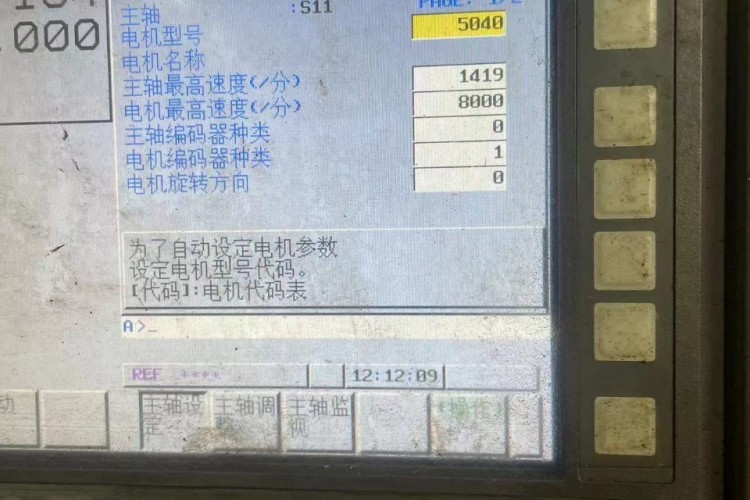 .000
主轴 :S11
电机型号 5040
电机名称
主轴最高速度(/分) 1419
电机最高速度(/分) 8000
主轴编码器种类 0
电机编码器种类 1
电机旋转方向 0
为了自动设定电机参数
设定电机型号代码。
[代码]:电机代码表
A>_
REF **** 12:12:09
主轴设定 主轴调 主轴监视 (操作)